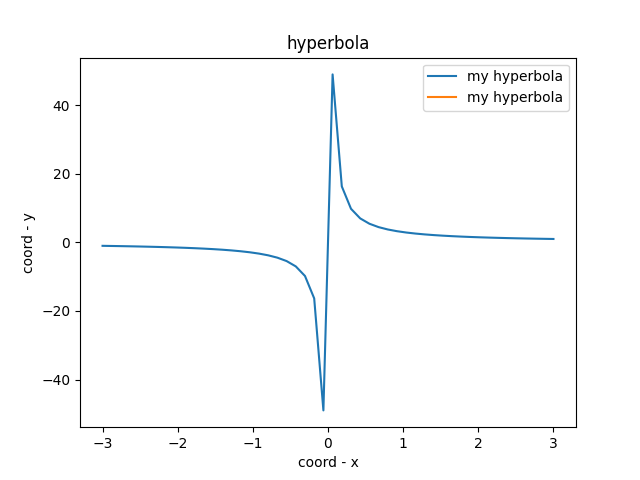 hyperbola
my hyperbola
my hyperbola
40
20
0
−20
−40
coord - y
−3 −2 −1 0 1 2 3
coord - x